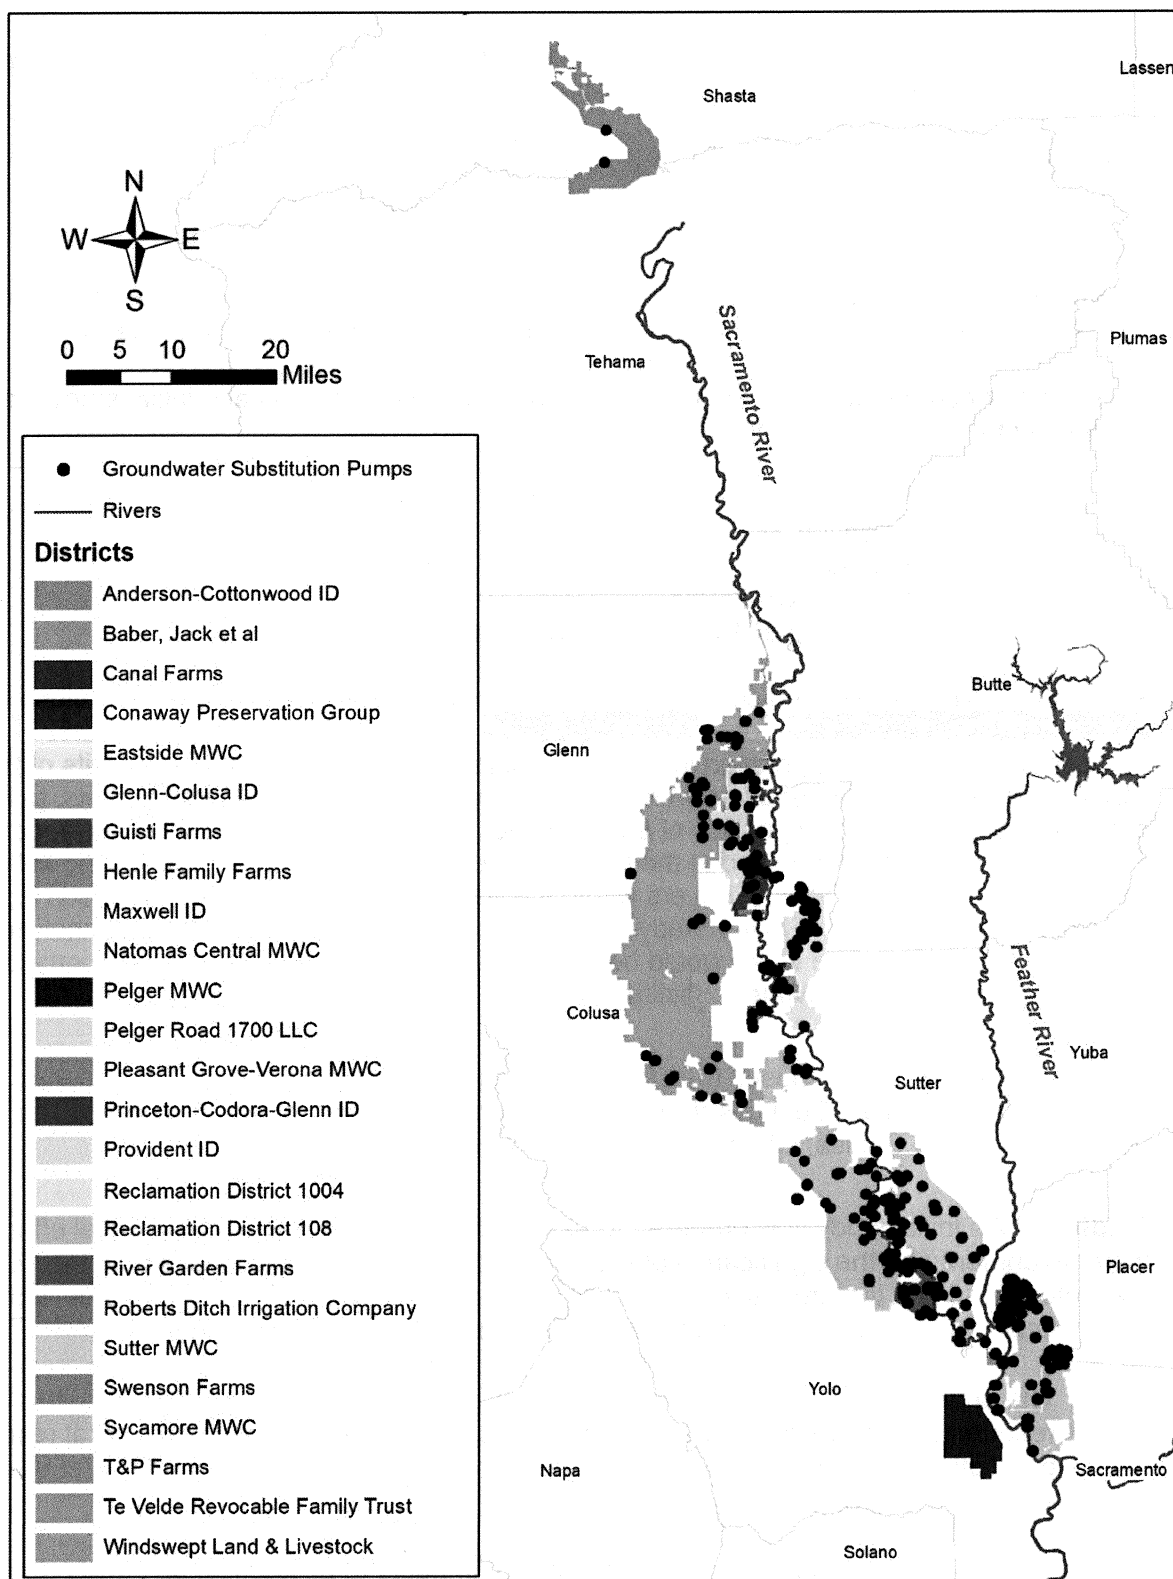 Lassen
Shasta
N
W E
S
0 5 10 20
Miles
Sacramento River
Plumas
Tehama
Groundwater Substitution Pumps
Rivers
Districts
Anderson-Cottonwood ID
Baber, Jack et al
Canal Farms
Conaway Preservation Group
Eastside MWC
Glenn-Colusa ID
Guisti Farms
Henle Family Farms
Maxwell ID
Natomas Central MWC
Pelger MWC
Pelger Road 1700 LLC
Pleasant Grove-Verona MWC
Princeton-Codora-Glenn ID
Provident ID
Reclamation District 1004
Reclamation District 108
River Garden Farms
Roberts Ditch Irrigation Company
Sutter MWC
Swenson Farms
Sycamore MWC
T&P Farms
Te Velde Revocable Family Trust
Windswept Land & Livestock
Butte
Glenn
Feather River
Colusa
Yuba
Sutter
Placer
Yolo
Napa
Sacramento
Solano